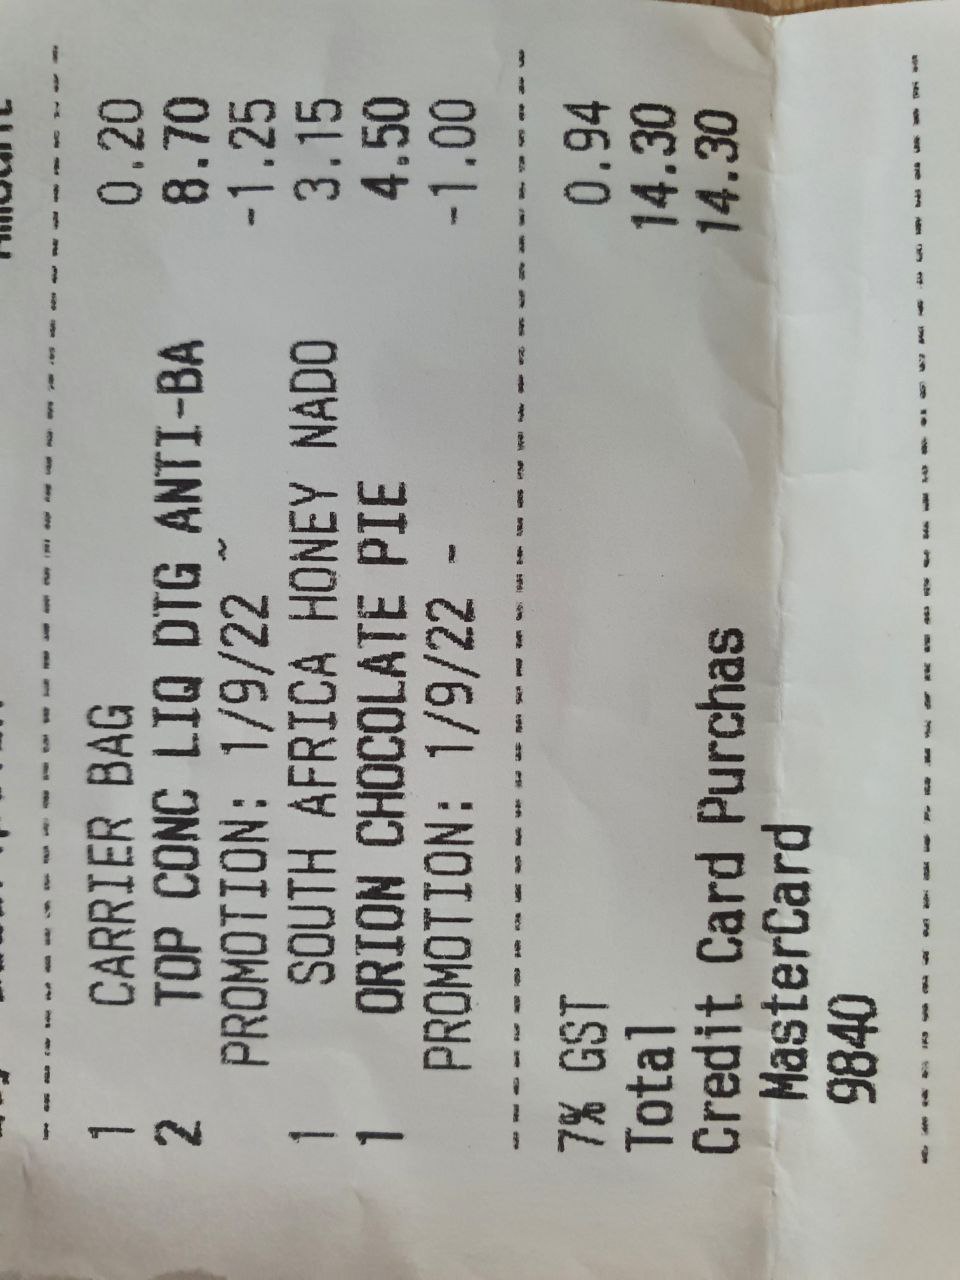 1 CARRIER BAG 0.20
2 TOP CONC LIQ DTG ANTI-BA 8.70
PROMOTION: 1/9/22 ~ -1.25
1 SOUTH AFRICA HONEY NADO 3.15
1 ORION CHOCOLATE PIE 4.50
PROMOTION: 1/9/22 - -1.00
7% GST 0.94
Total 14.30
Credit Card Purchas 14.30
MasterCard
9840